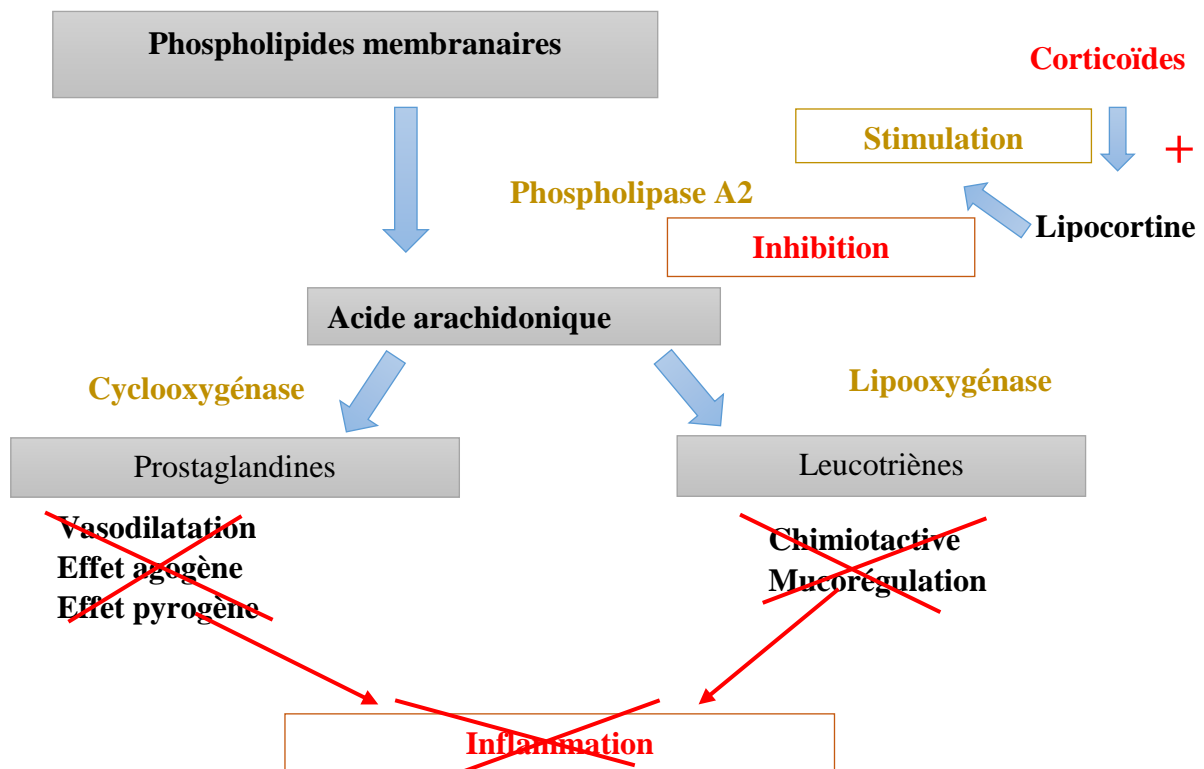 Phospholipides membranaires
Corticoïdes
Stimulation
+
Phospholipase A2
Lipocortine
Inhibition
Acide arachidonique
Cyclooxygénase
Lipooxygénase
Prostaglandines
Leucotriènes
Vasodilatation
Effet agogène
Effet pyrogène
Chimiotactive
Mucorégulation
Inflammation